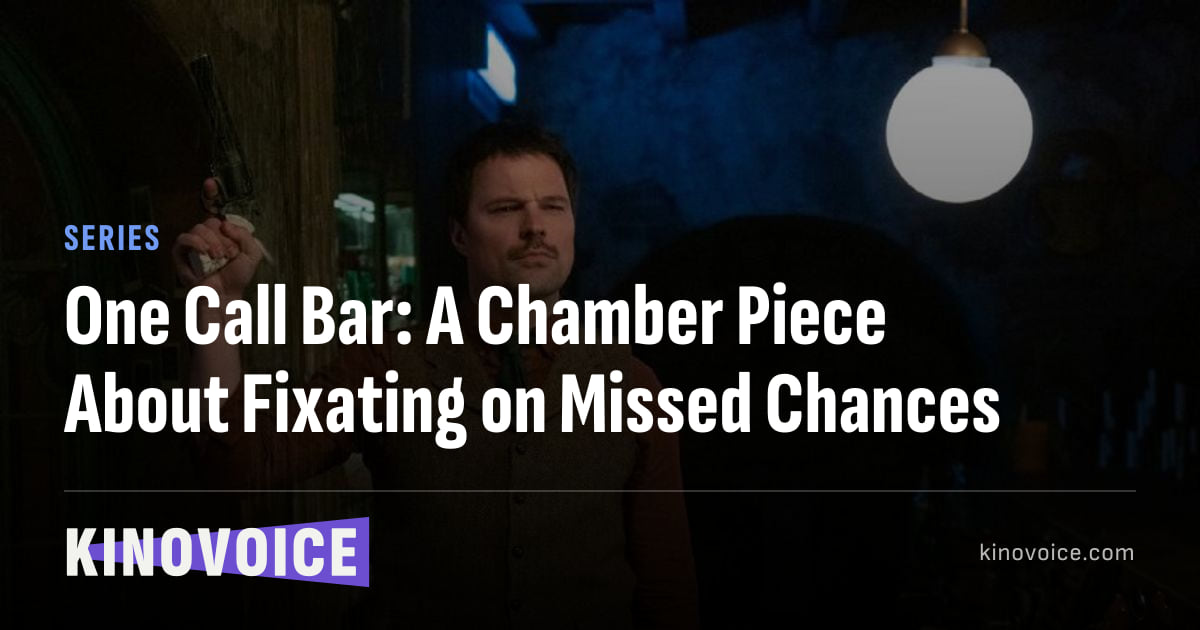 SERIES
One Call Bar: A Chamber Piece
About Fixating on Missed Chances
KINOVOICE
kinovoice.com